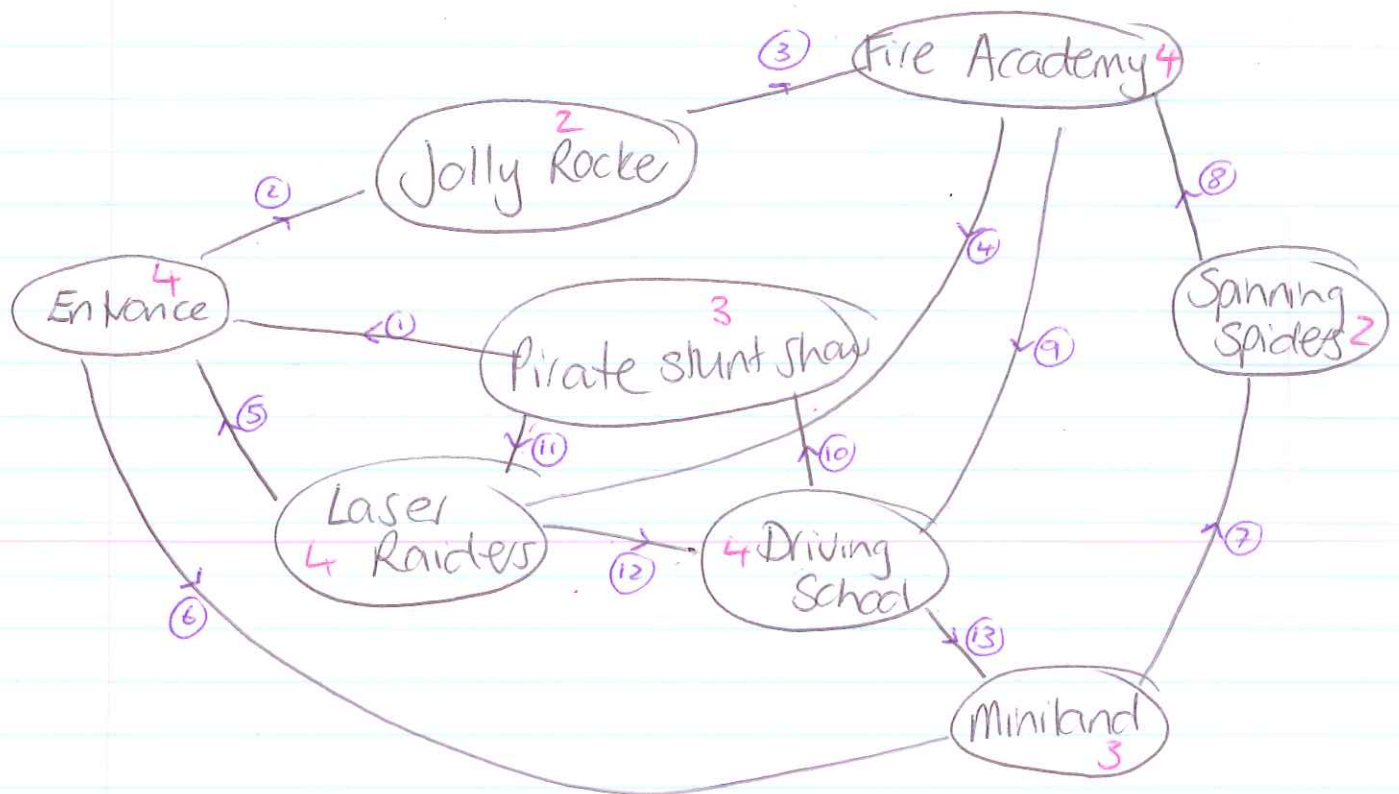 3
Fire Academy 4
2
Jolly Rocke
2
8
4
4
Entrance
3
Pirate stunt show
1
9
Spinning
Spiders 2
5
11
10
Laser
4 Raiders
12
4 Driving
School
7
6
13
Miniland
3